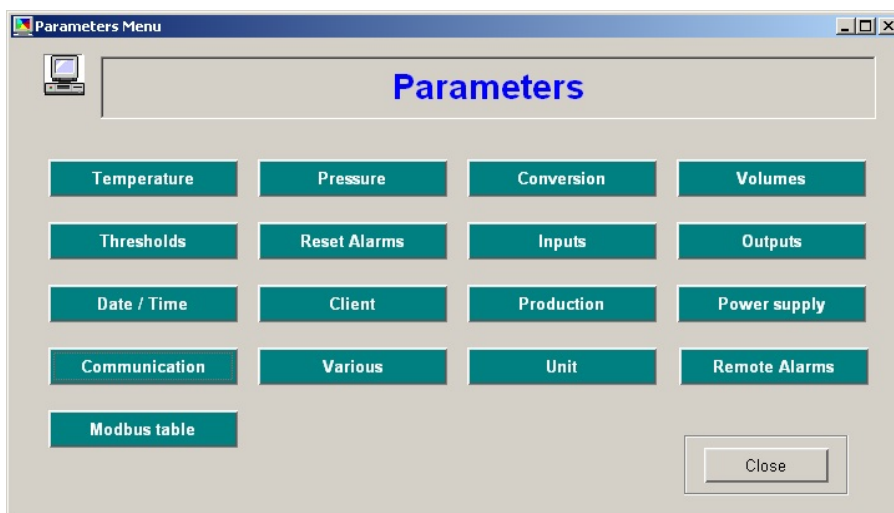 Parameters Menu
Parameters
Temperature Pressure Conversion Volumes
Thresholds Reset Alarms Inputs Outputs
Date / Time Client Production Power supply
Communication Various Unit Remote Alarms
Modbus table
Close